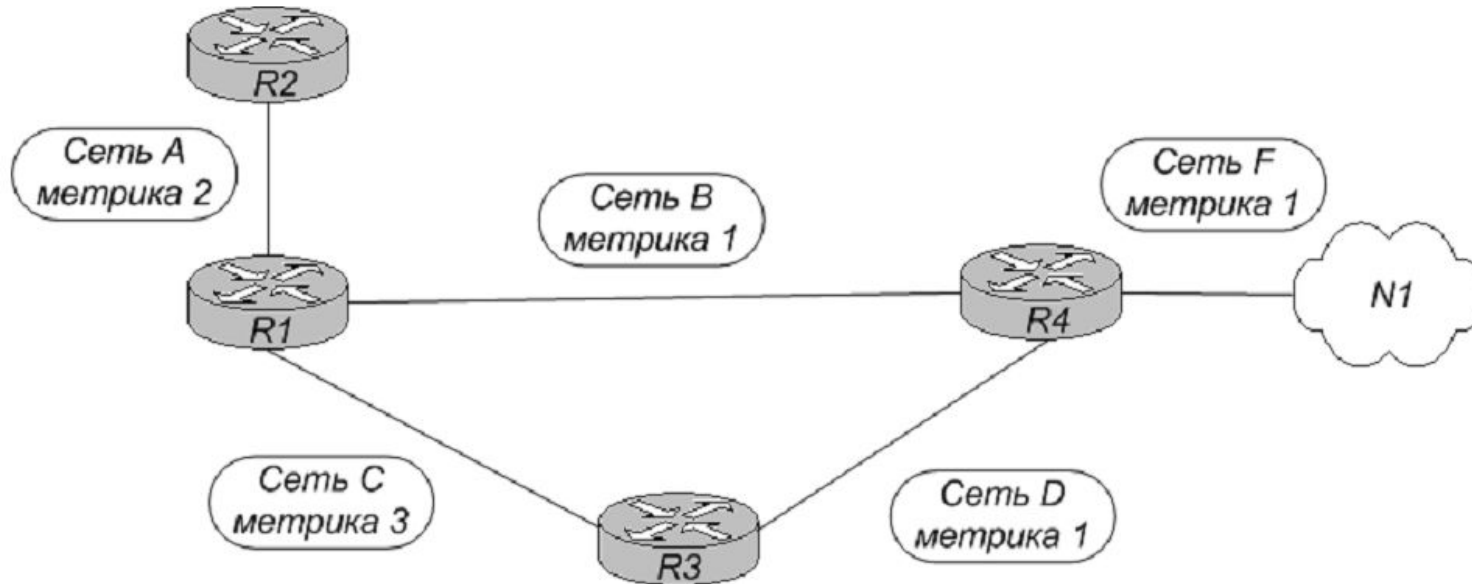 R2
Сеть A
метрика 2
Сеть B
метрика 1
Сеть F
метрика 1
R1
R4
N1
Сеть C
метрика 3
Сеть D
метрика 1
R3